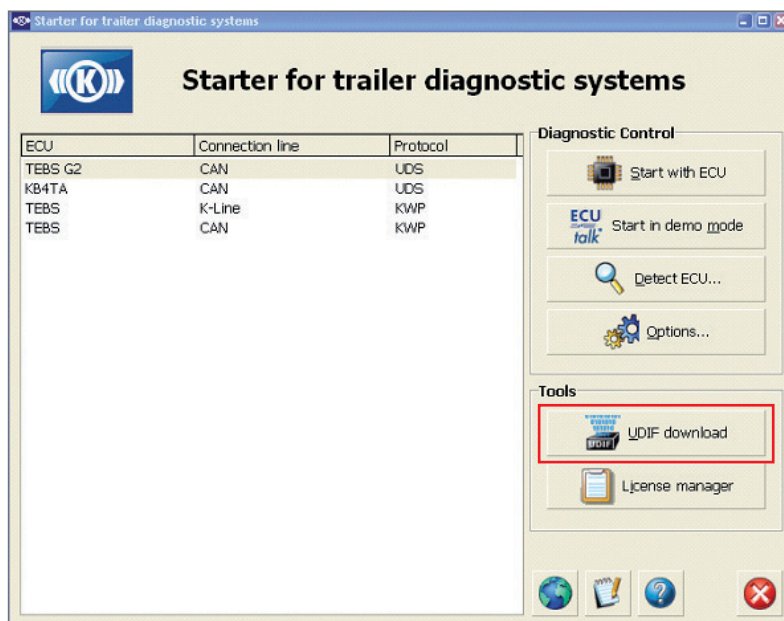 Starter for trailer diagnostic systems
((K))
Starter for trailer diagnostic systems
ECU Connection line Protocol
TEBS G2 CAN UDS
KB4TA CAN UDS
TEBS K-Line KWP
TEBS CAN KWP
Diagnostic Control
Start with ECU
ECU talk
Start in demo mode
Detect ECU...
Options...
Tools
UDIF
UDIF download
License manager
?